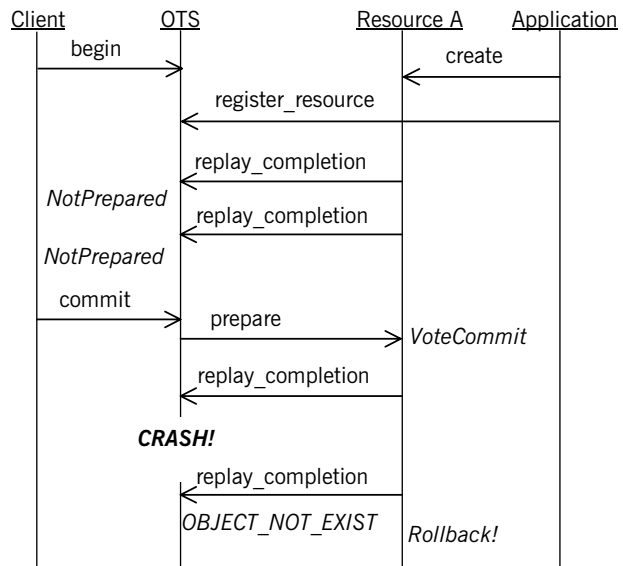 Client OTS Resource A Application
begin
create
register_resource
replay_completion
NotPrepared
replay_completion
NotPrepared
commit
prepare
VoteCommit
replay_completion
CRASH!
replay_completion
OBJECT_NOT_EXIST
Rollback!